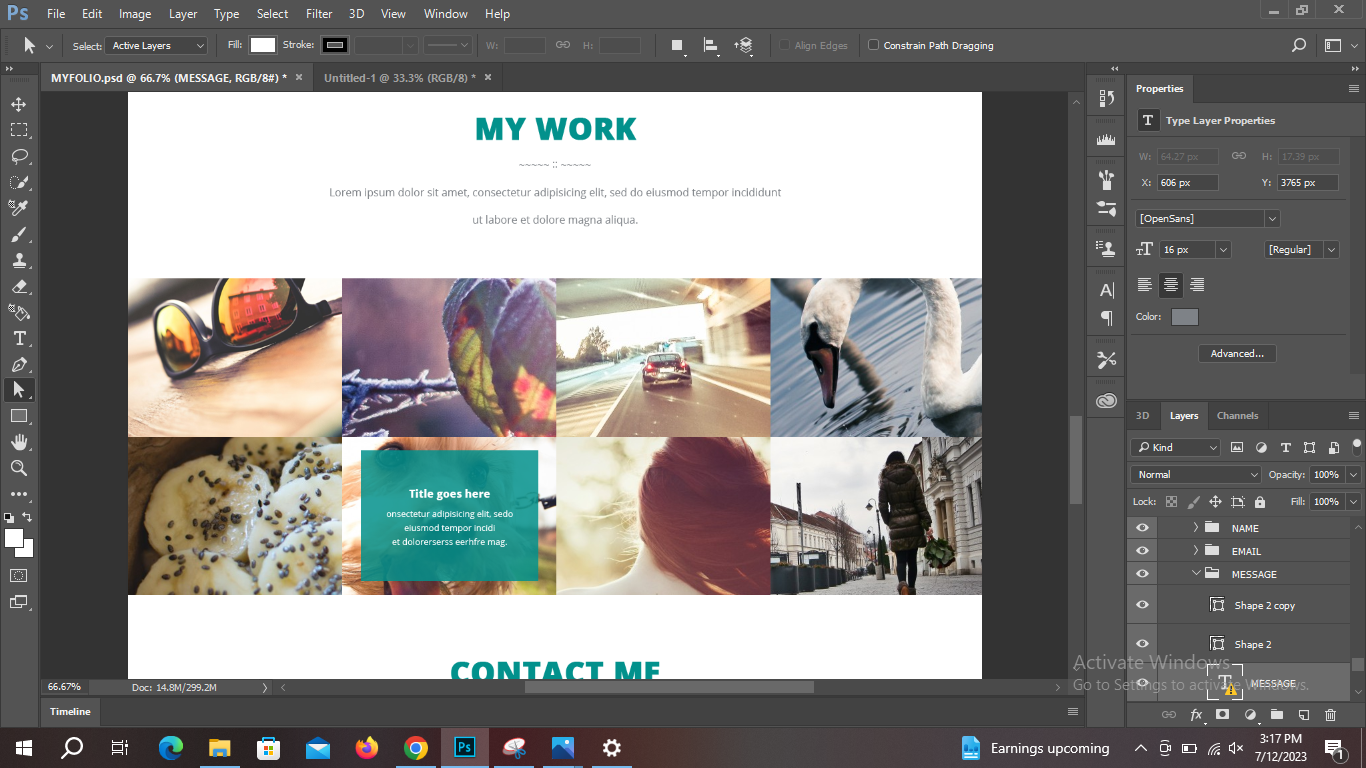 Ps File Edit Image Layer Type Select Filter 3D View Window Help
Select: Active Layers Fill: Stroke: W: H: Align Edges Constrain Path Dragging
MYFOLIO.psd @ 66.7% (MESSAGE, RGB/8#) * × Untitled-1 @ 33.3% (RGB/8) * ×
MY WORK
~~~~~ :: ~~~~~
Lorem ipsum dolor sit amet, consectetur adipisicing elit, sed do eiusmod tempor incididunt
ut labore et dolore magna aliqua.
Title goes here
onsectetur adipisicing elit, sedo
eiusmod tempor incidi
et dolorerserss eerhfre mag.
CONTACT ME
66.67% Doc: 14.8M/299.2M
Timeline
Properties
Type Layer Properties
W: 64.27 px H: 17.39 px
X: 606 px Y: 3765 px
[OpenSans]
16 px [Regular]
Color:
Advanced...
3D Layers Channels
Kind
Normal Opacity: 100%
Lock: Fill: 100%
NAME
EMAIL
MESSAGE
Shape 2 copy
Shape 2
MESSAGE
Activate Windows
Go to Settings to activate Windows.
Earnings upcoming
3:17 PM
7/12/2023
1